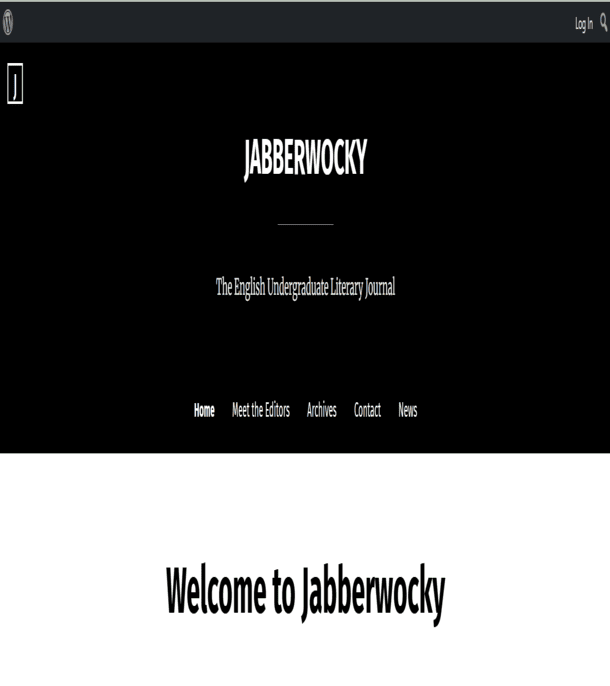 Log In
J
JABBERWOCKY
The English Undergraduate Literary Journal
Home Meet the Editors Archives Contact News
Welcome to Jabberwocky